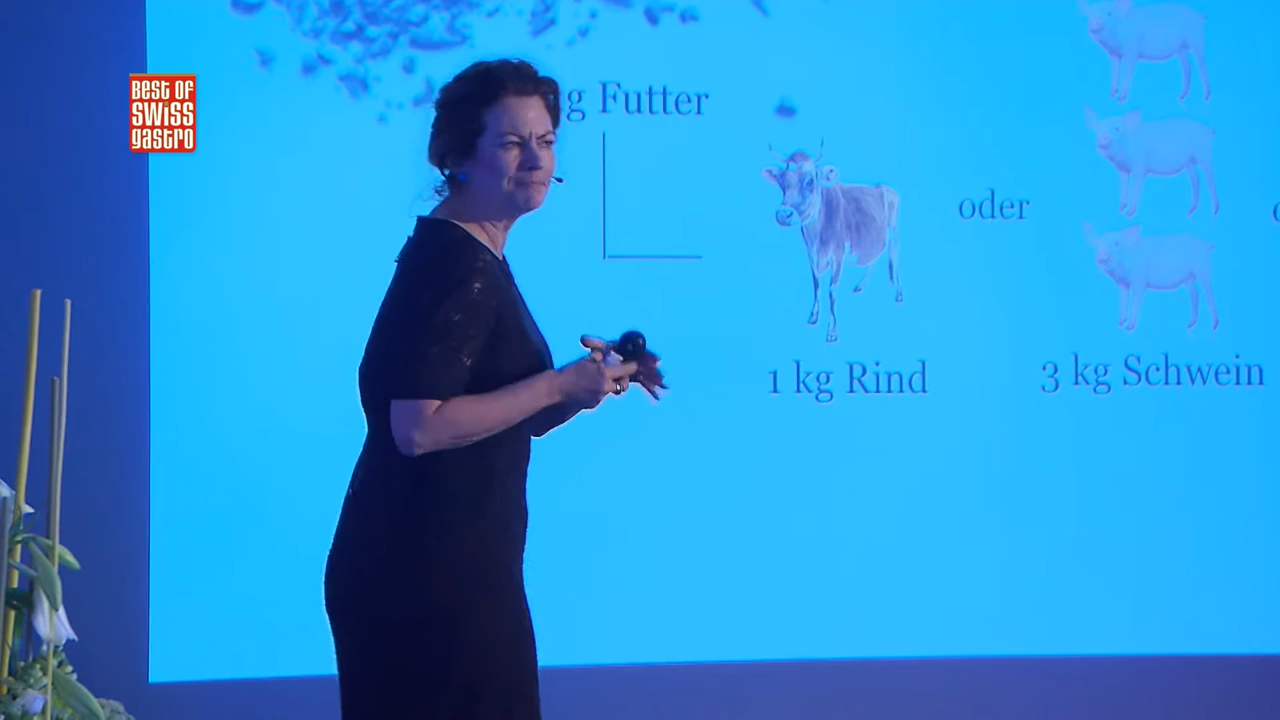 BEST OF
SWiSS
gastro
g Futter
oder
1 kg Rind
3 kg Schwein